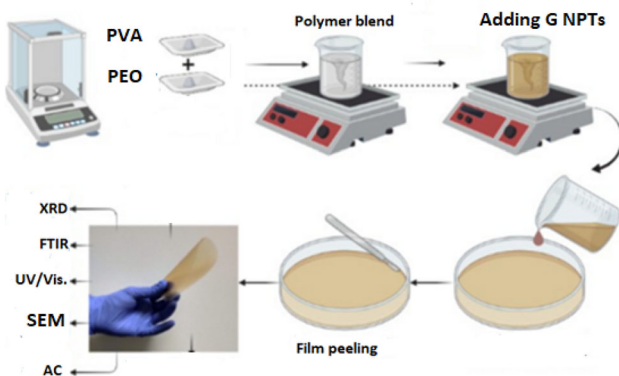 PVA
+
PEO
Polymer blend
Adding G NPTs
XRD
FTIR
UV/Vis.
SEM
AC
Film peeling